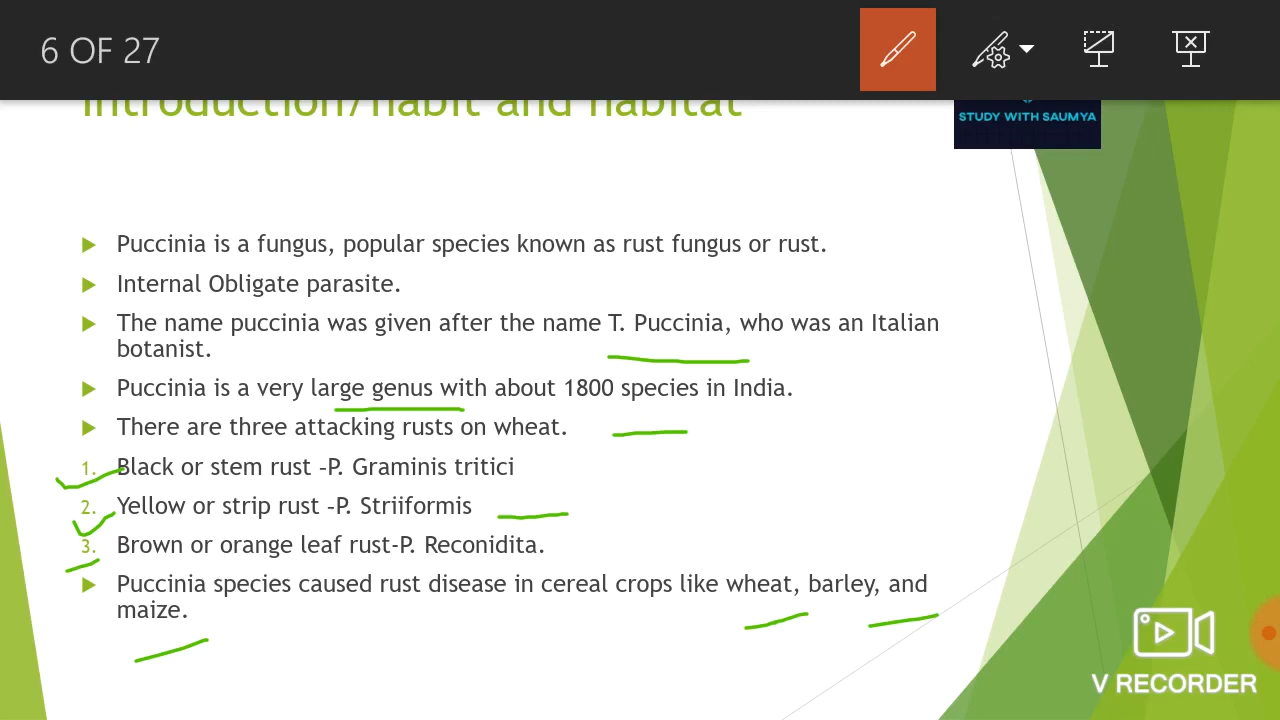 6 OF 27
Introduction/habit and habitat
STUDY WITH SAUMYA
Puccinia is a fungus, popular species known as rust fungus or rust.
Internal Obligate parasite.
The name puccinia was given after the name T. Puccinia, who was an Italian
botanist.
Puccinia is a very large genus with about 1800 species in India.
There are three attacking rusts on wheat.
1. Black or stem rust -P. Graminis tritici
2. Yellow or strip rust -P. Striiformis
3. Brown or orange leaf rust-P. Reconidita.
Puccinia species caused rust disease in cereal crops like wheat, barley, and
maize.
V RECORDER